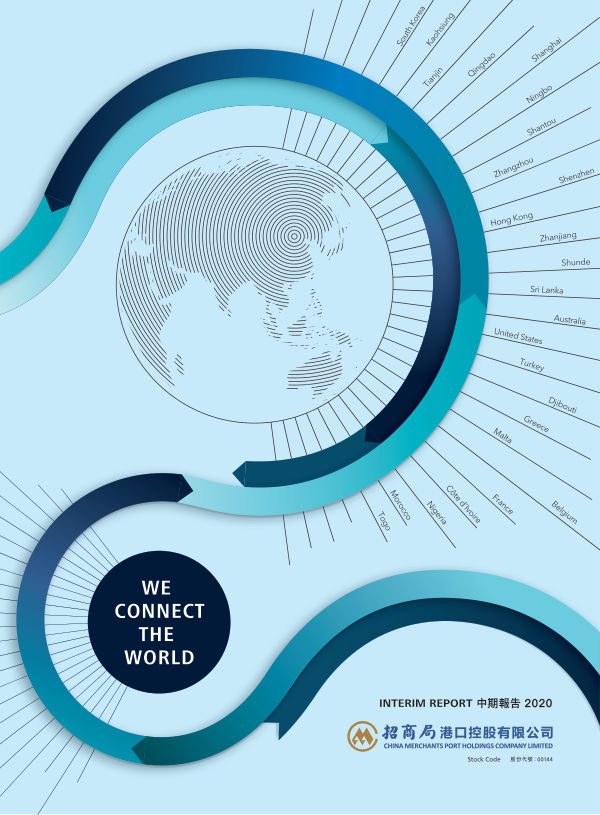 South Korea
Kaohsiung
Tianjin
Qingdao
Shanghai
Ningbo
Shantou
Zhangzhou
Shenzhen
Hong Kong
Zhanjiang
Shunde
Sri Lanka
Australia
United States
Turkey
Djibouti
Greece
Malta
Belgium
France
Côte d'Ivoire
Nigeria
Morocco
Togo
WE
CONNECT
THE
WORLD
INTERIM REPORT 中期報告 2020
招商局港口控股有限公司
CHINA MERCHANTS PORT HOLDINGS COMPANY LIMITED
Stock Code 股份代號 : 00144